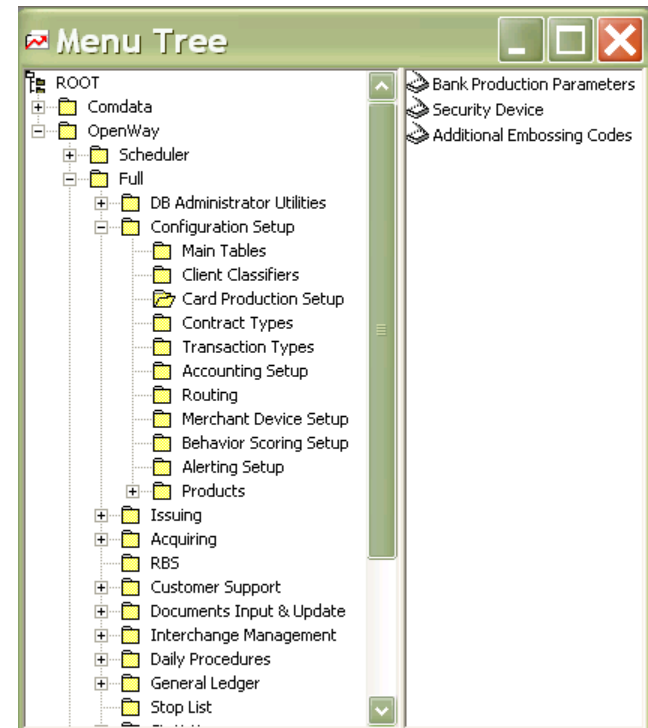 Menu Tree
ROOT
Comdata
OpenWay
Scheduler
Full
DB Administrator Utilities
Configuration Setup
Main Tables
Client Classifiers
Card Production Setup
Contract Types
Transaction Types
Accounting Setup
Routing
Merchant Device Setup
Behavior Scoring Setup
Alerting Setup
Products
Issuing
Acquiring
RBS
Customer Support
Documents Input & Update
Interchange Management
Daily Procedures
General Ledger
Stop List
Bank Production Parameters
Security Device
Additional Embossing Codes